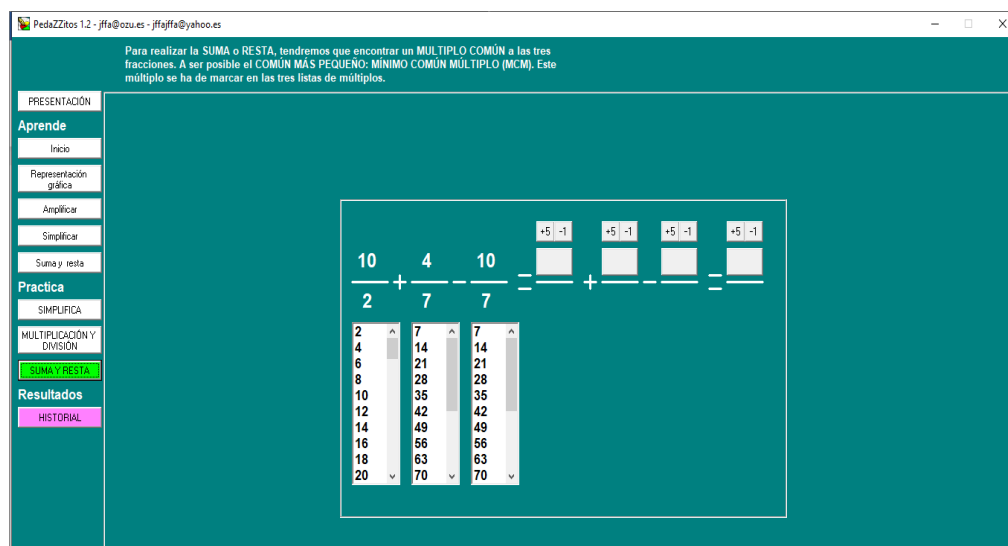 PedaZZitos 1.2 - jffa@ozu.es - jffajffa@yahoo.es
Para realizar la SUMA o RESTA, tendremos que encontrar un MULTIPLO COMÚN a las tres
fracciones. A ser posible el COMÚN MÁS PEQUEÑO: MÍNIMO COMÚN MÚLTIPLO (MCM). Este
múltiplo se ha de marcar en las tres listas de múltiplos.
PRESENTACIÓN
Aprende
Inicio
Representación
gráfica
Amplificar
Simplificar
Suma y resta
Practica
SIMPLIFICA
MULTIPLICACIÓN Y
DIVISIÓN
SUMA Y RESTA
Resultados
HISTORIAL
+5 -1 +5 -1 +5 -1 +5 -1
10 4 10
+ − = + − =
2 7 7
2 7 7
4 14 14
6 21 21
8 28 28
10 35 35
12 42 42
14 49 49
16 56 56
18 63 63
20 70 70